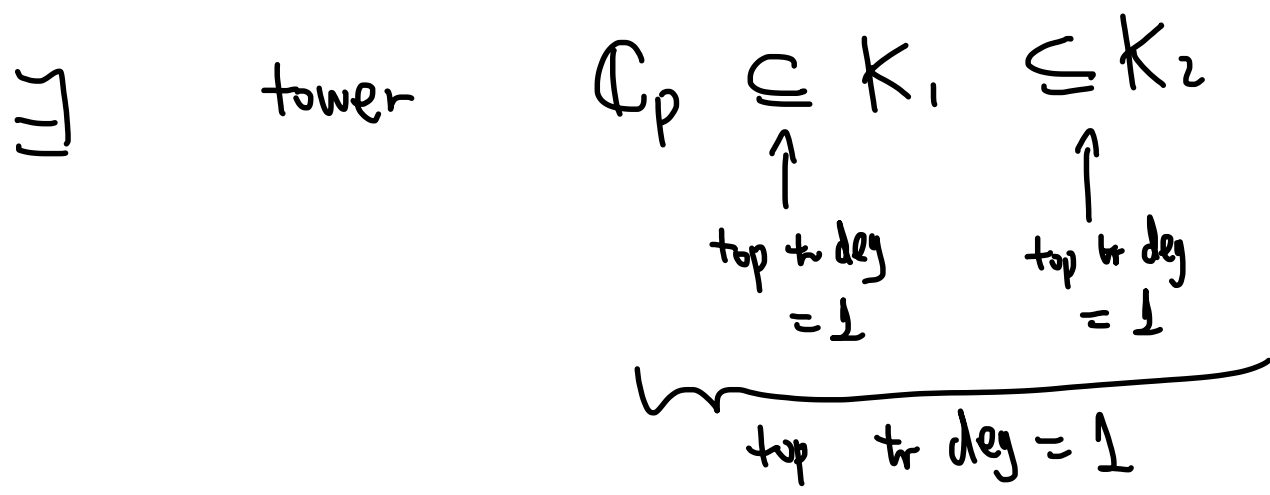 ∃ tower ℂp ⊆ K₁ ⊆ K₂
↑ ↑
top tr deg top tr deg
= 1 = 1
top tr deg = 1